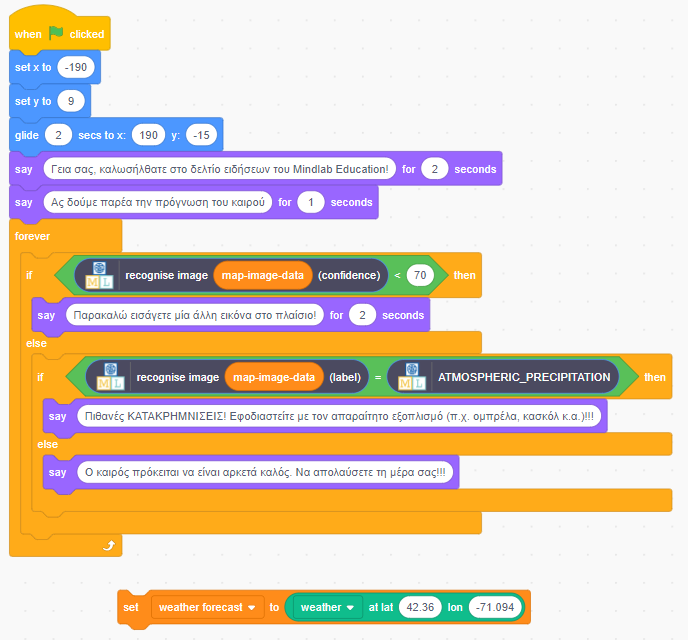 when clicked
set x to -190
set y to 9
glide 2 secs to x: 190 y: -15
say Γεια σας, καλωσήλθατε στο δελτίο ειδήσεων του Mindlab Education! for 2 seconds
say Ας δούμε παρέα την πρόγνωση του καιρού for 1 seconds
forever
if ML recognise image map-image-data (confidence) < 70 then
say Παρακαλώ εισάγετε μία άλλη εικόνα στο πλαίσιο! for 2 seconds
else
if ML recognise image map-image-data (label) = ML ATMOSPHERIC_PRECIPITATION then
say Πιθανές ΚΑΤΑΚΡΗΜΝΙΣΕΙΣ! Εφοδιαστείτε με τον απαραίτητο εξοπλισμό (π.χ. ομπρέλα, κασκόλ κ.α.)!!!
else
say Ο καιρός πρόκειται να είναι αρκετά καλός. Να απολαύσετε τη μέρα σας!!!
set weather forecast to weather at lat 42.36 lon -71.094